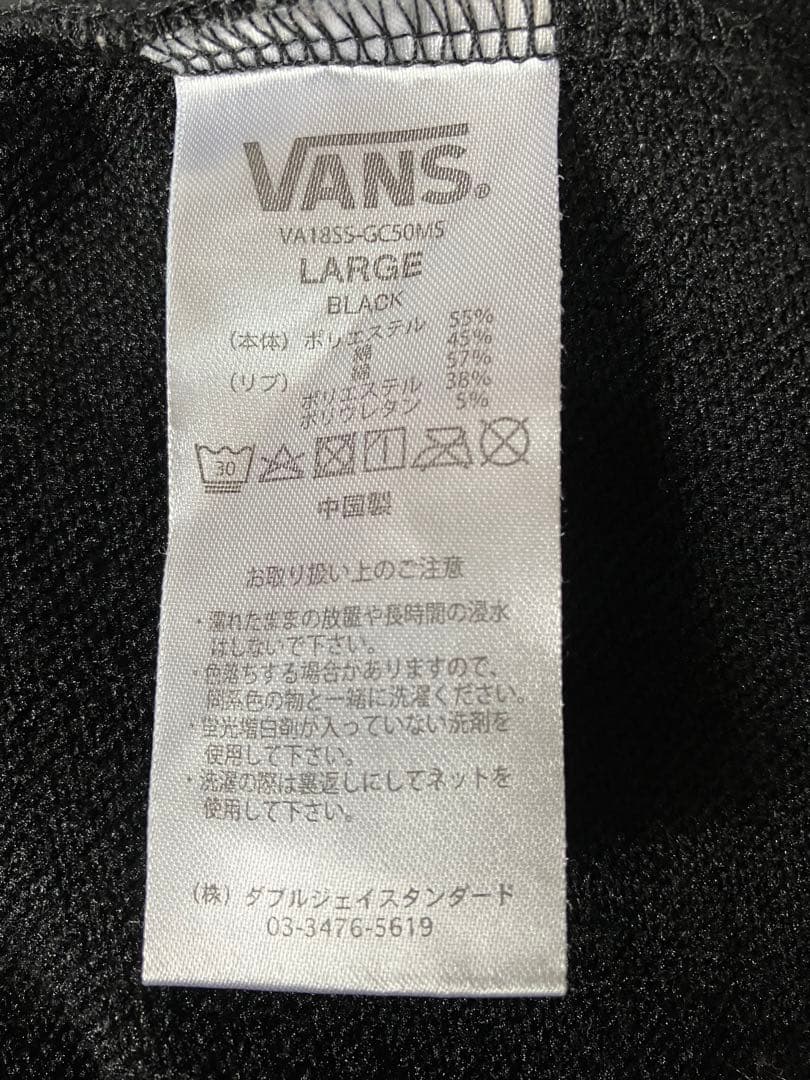 VANS®
VA18SS-GC50MS
LARGE
BLACK
(本体) ポリエステル 55%
綿 45%
(リブ) 綿 57%
ポリエステル 38%
ポリウレタン 5%
30
中国製
お取り扱い上のご注意
・濡れたままの放置や長時間の浸水
はしないで下さい。
・色落ちする場合がありますので、
同系色の物と一緒に洗濯ください。
・蛍光増白剤が入っていない洗剤を
使用して下さい。
・洗濯の際は裏返しにしてネットを
使用して下さい。
(株) ダブルジェイスタンダード
03-3476-5619